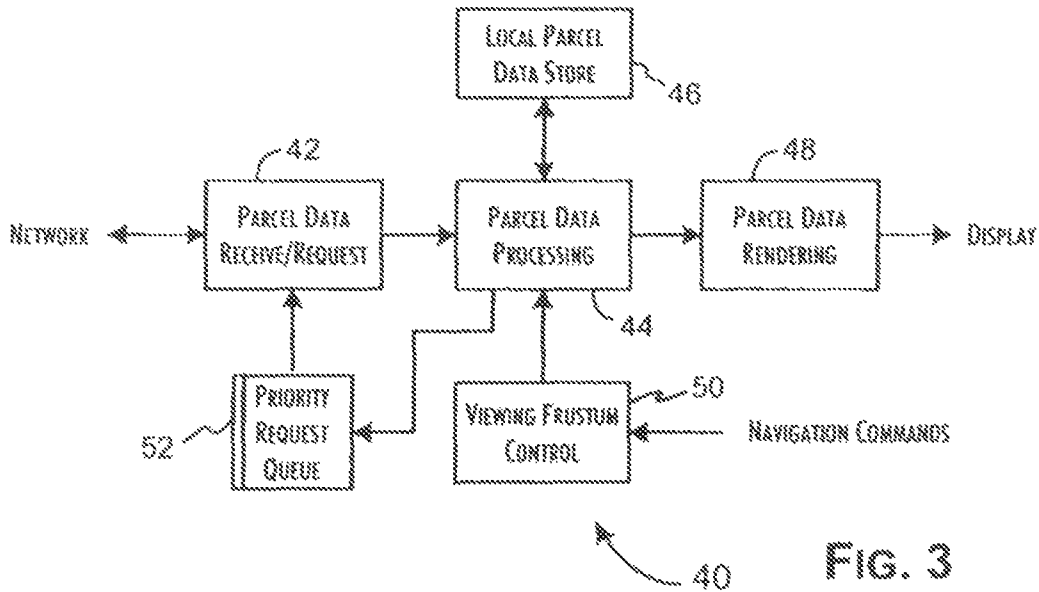 LOCAL PARCEL
DATA STORE
46
42
48
NETWORK
PARCEL DATA
RECEIVE/REQUEST
PARCEL DATA
PROCESSING
PARCEL DATA
RENDERING
DISPLAY
44
PRIORITY
REQUEST
QUEUE
52
VIEWING FRUSTUM
CONTROL
50
NAVIGATION COMMANDS
40
FIG. 3